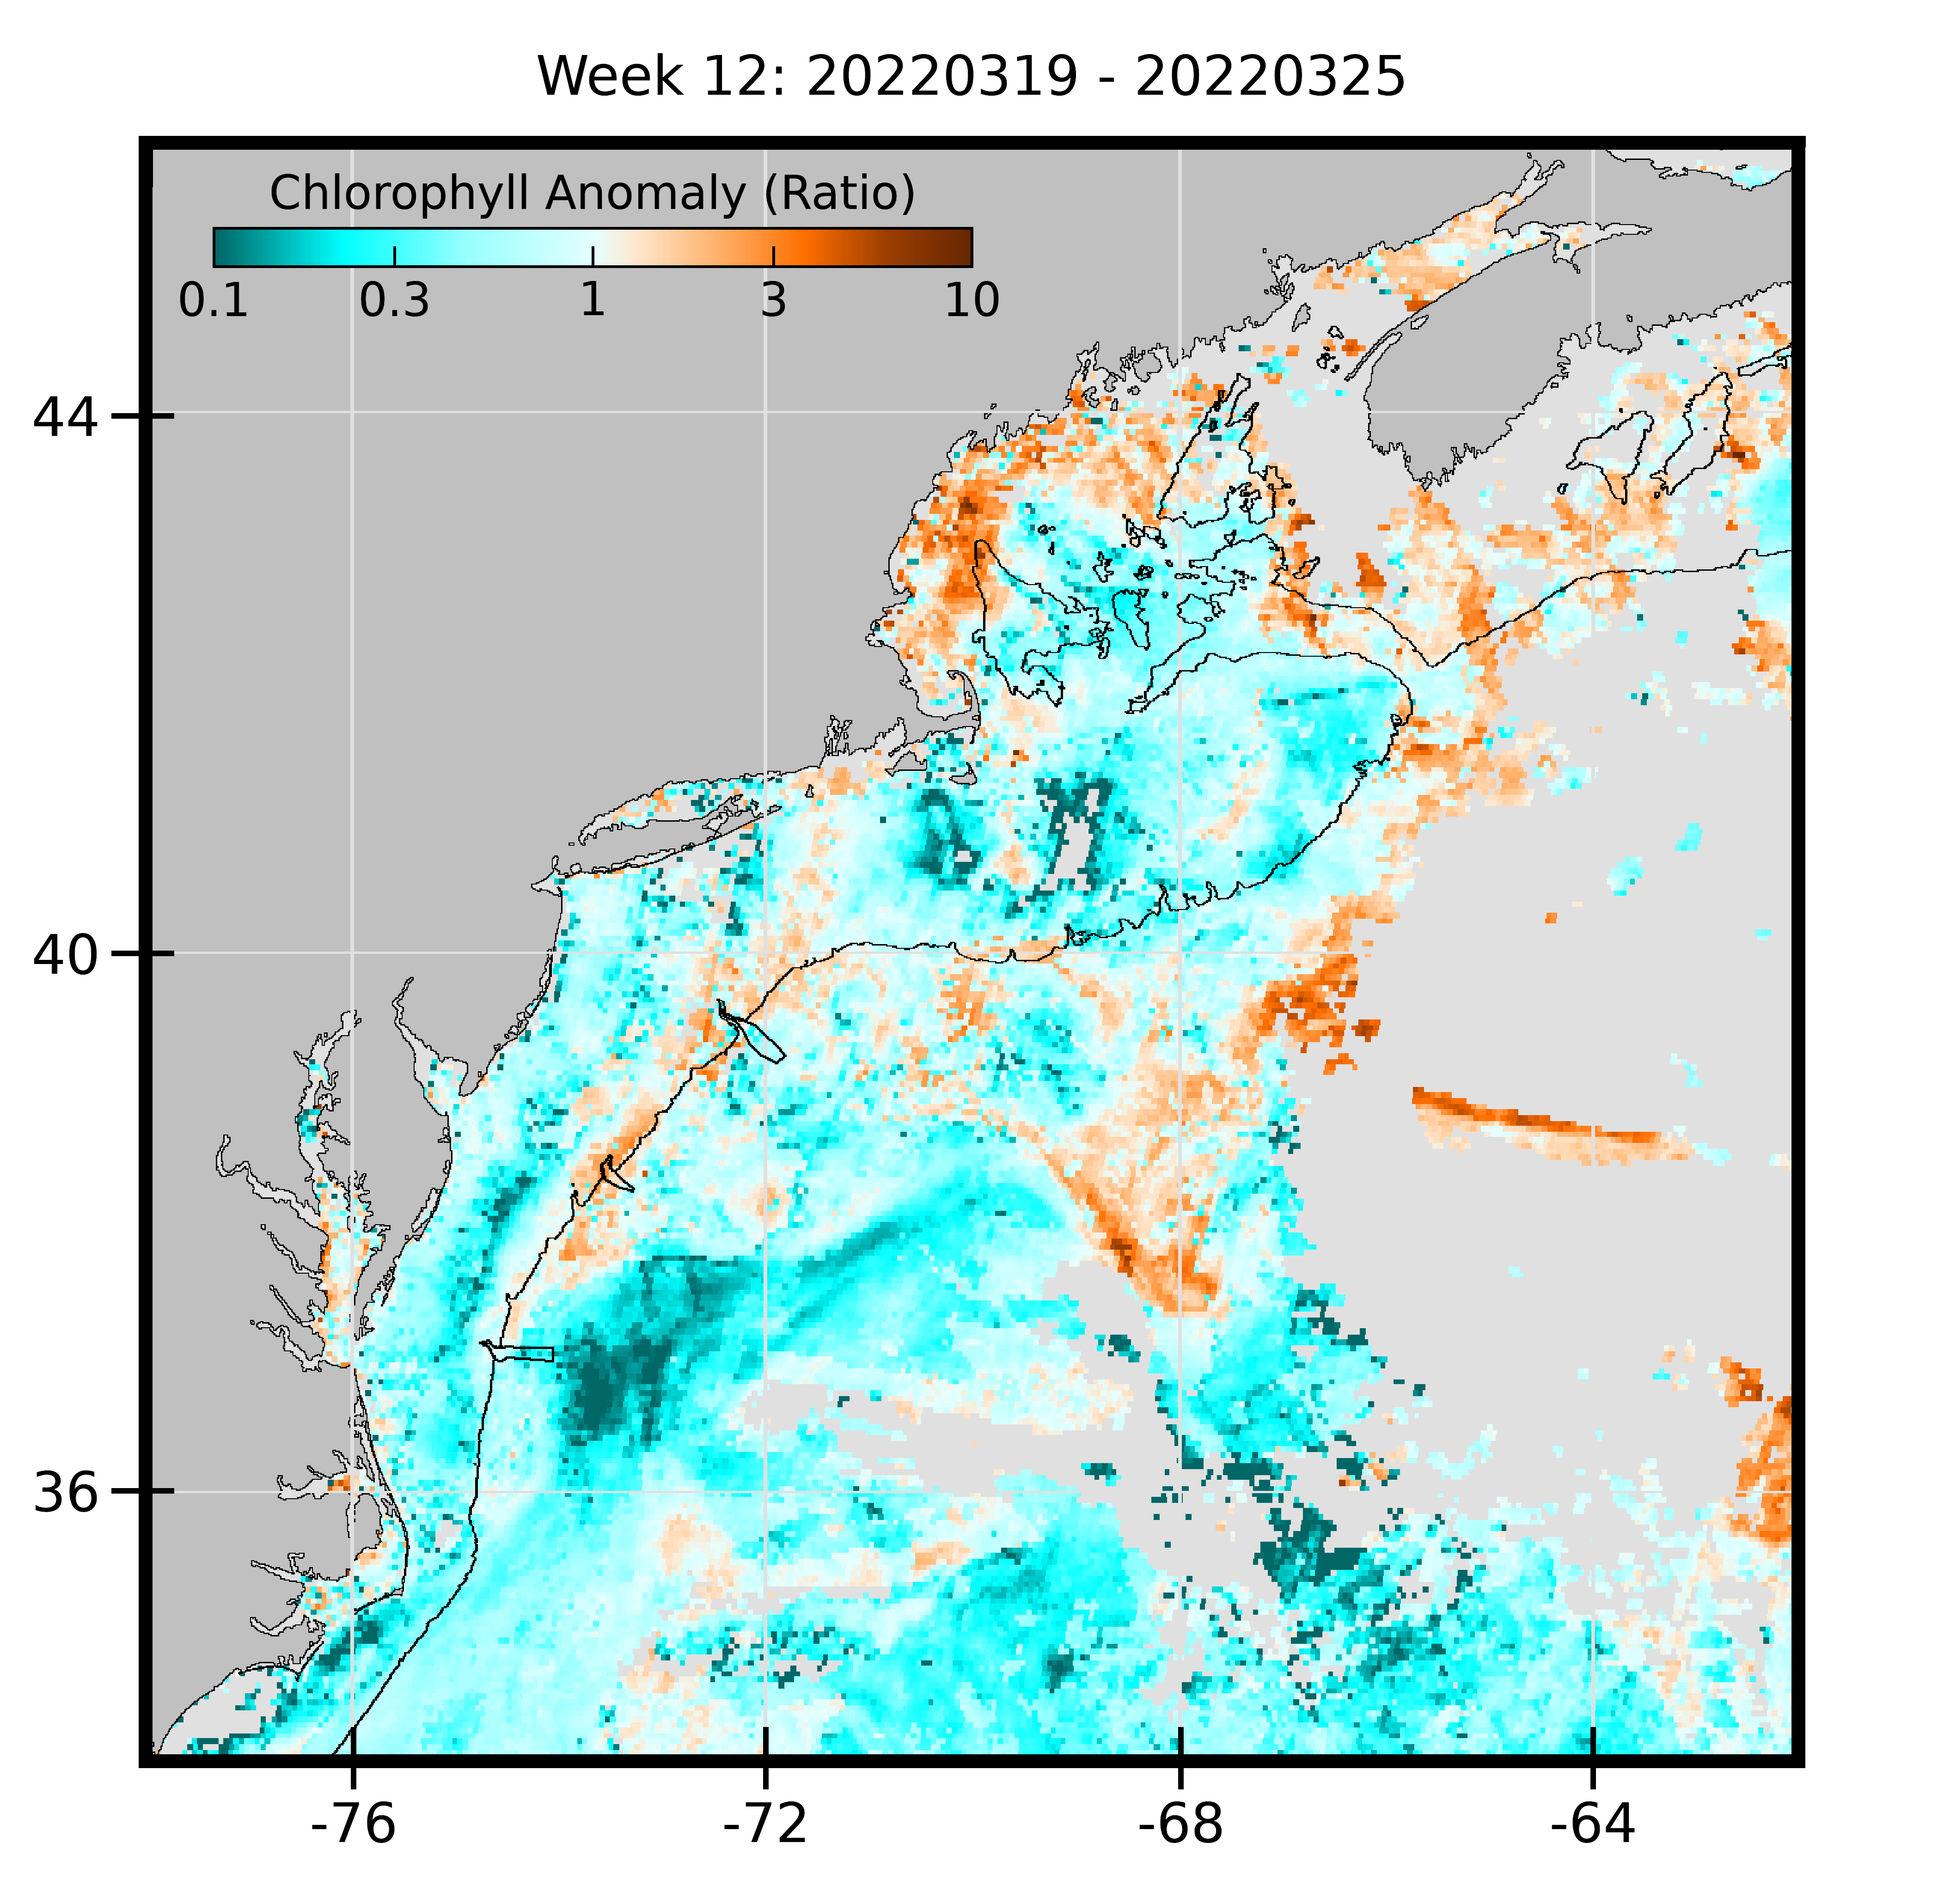 Week 12: 20220319 - 20220325
Chlorophyll Anomaly (Ratio)
0.1 0.3 1 3 10
44
40
36
-76 -72 -68 -64